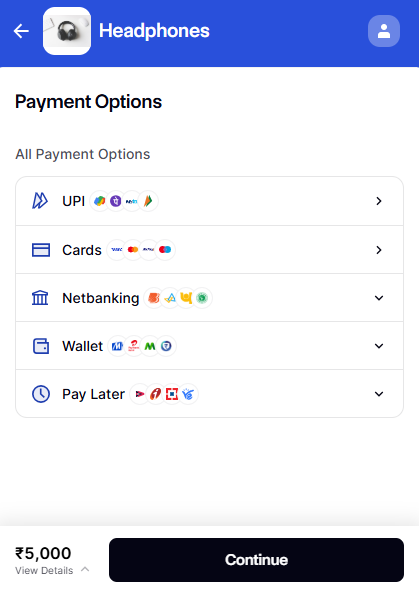 Headphones
Payment Options
All Payment Options
UPI
Cards
Netbanking
Wallet
Pay Later
₹5,000
View Details
Continue